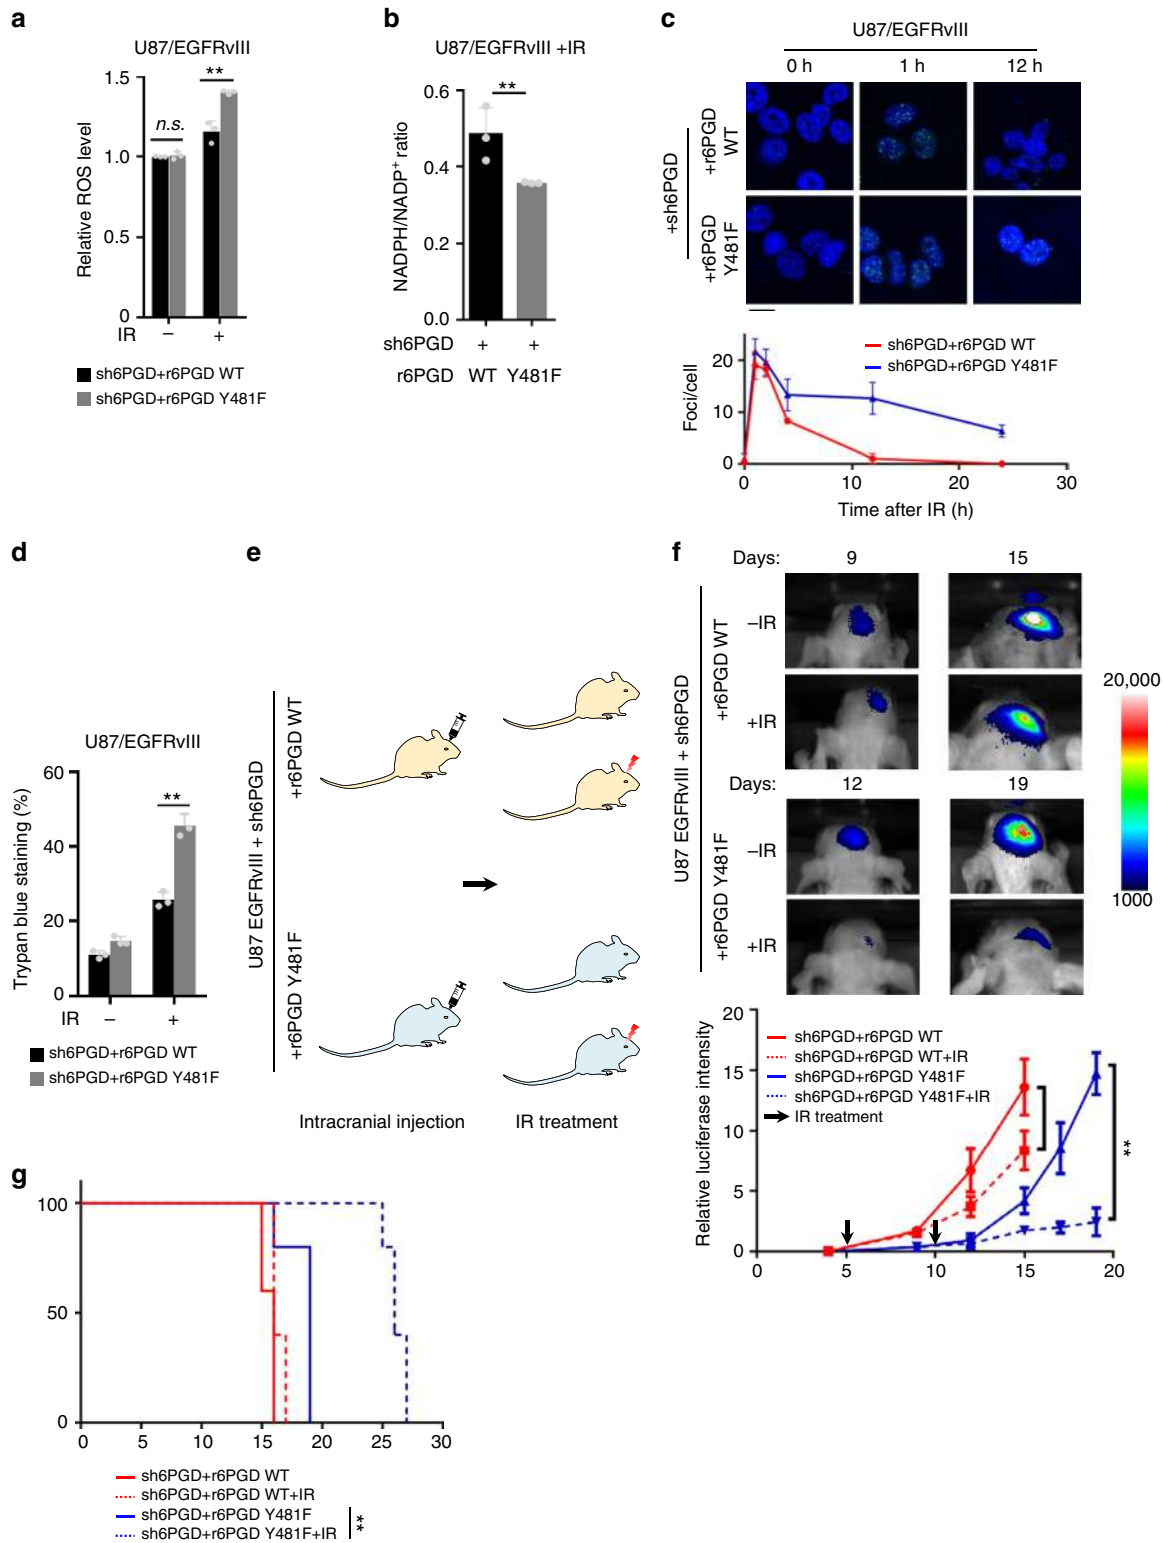 a
U87/EGFRvIII
Relative ROS level
1.5
1.0
0.5
0
n.s.
**
IR – +
sh6PGD+r6PGD WT
sh6PGD+r6PGD Y481F
b
U87/EGFRvIII +IR
NADPH/NADP+ ratio
0.6
0.4
0.2
0.0
**
sh6PGD + +
r6PGD WT Y481F
c
U87/EGFRvIII
0 h 1 h 12 h
+sh6PGD
+r6PGD WT
+r6PGD Y481F
Foci/cell
20
10
0
sh6PGD+r6PGD WT
sh6PGD+r6PGD Y481F
0 10 20 30
Time after IR (h)
d
U87/EGFRvIII
Trypan blue staining (%)
60
40
20
0
**
IR – +
sh6PGD+r6PGD WT
sh6PGD+r6PGD Y481F
e
U87 EGFRvIII + sh6PGD
+r6PGD WT
+r6PGD Y481F
Intracranial injection
IR treatment
f
Days: 9 15
U87 EGFRvIII + sh6PGD
+r6PGD WT
–IR
+IR
Days: 12 19
+r6PGD Y481F
–IR
+IR
20,000
1000
Relative luciferase intensity
20
15
10
5
0
sh6PGD+r6PGD WT
sh6PGD+r6PGD WT+IR
sh6PGD+r6PGD Y481F
sh6PGD+r6PGD Y481F+IR
IR treatment
**
0 5 10 15 20
g
100
50
0
0 5 10 15 20 25 30
sh6PGD+r6PGD WT
sh6PGD+r6PGD WT+IR
sh6PGD+r6PGD Y481F
sh6PGD+r6PGD Y481F+IR
**